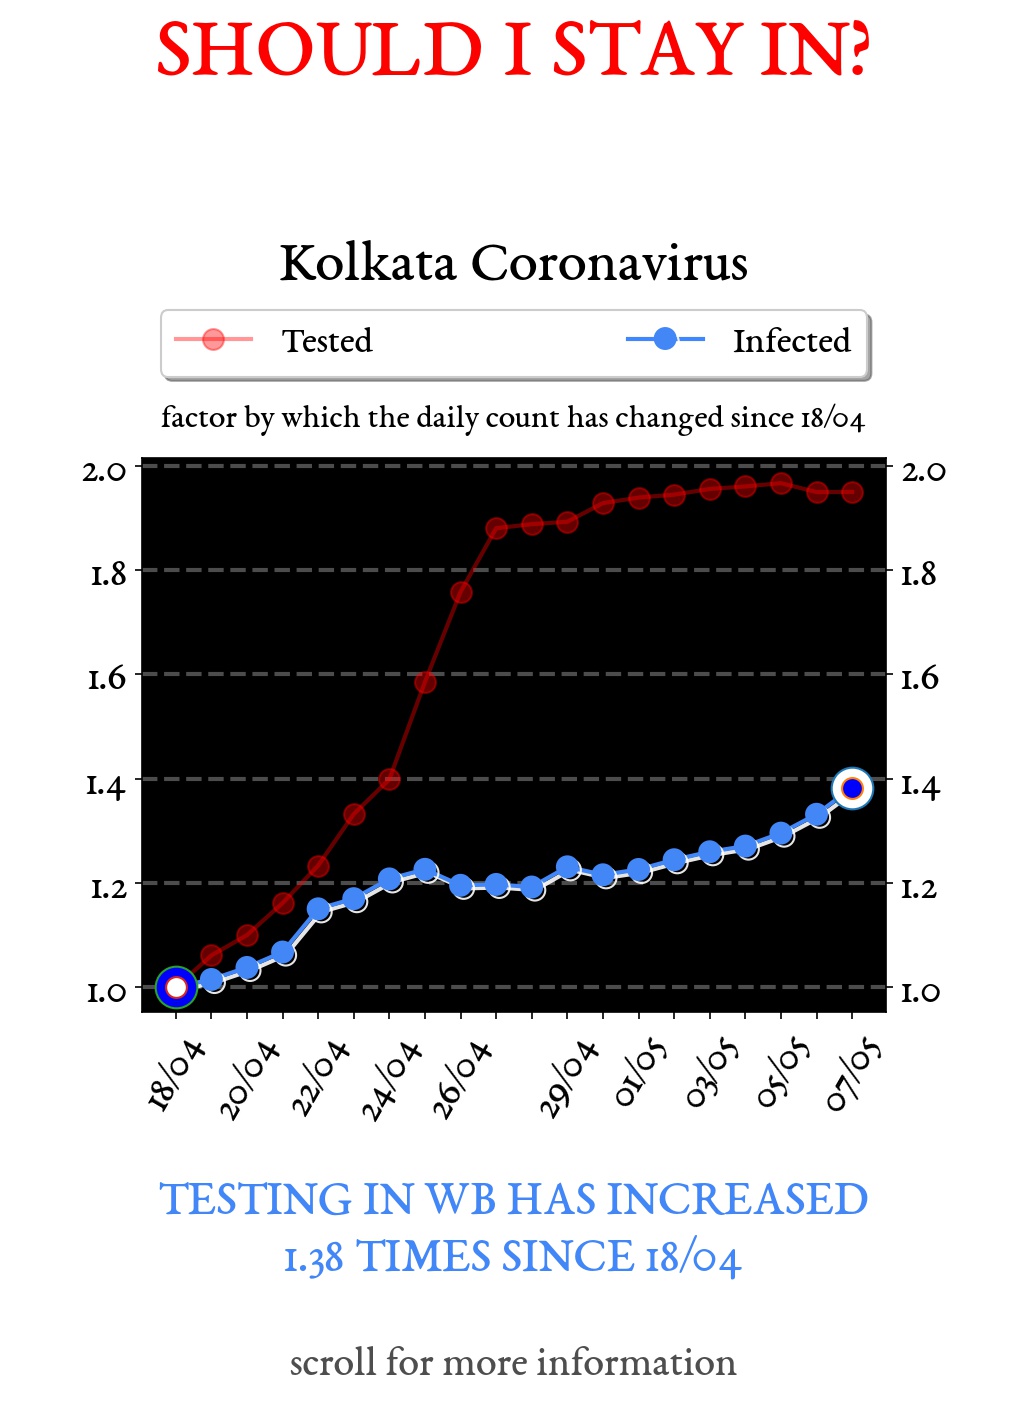 SHOULD I STAY IN?
Kolkata Coronavirus
Tested Infected
factor by which the daily count has changed since 18/04
2.0 2.0
1.8 1.8
1.6 1.6
1.4 1.4
1.2 1.2
1.0 1.0
18/04 20/04 22/04 24/04 26/04 29/04 01/05 03/05 05/05 07/05
TESTING IN WB HAS INCREASED
1.38 TIMES SINCE 18/04
scroll for more information